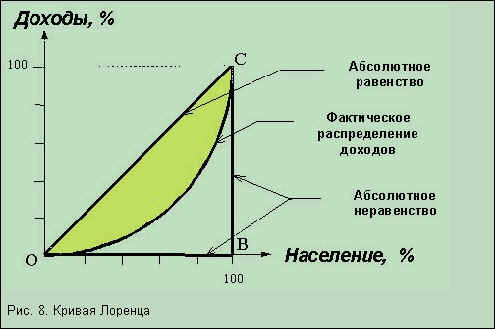 Доходы, %
100
C
Абсолютное
равенство
Фактическое
распределение
доходов
Абсолютное
неравенство
O
B
Население, %
100
Рис. 8. Кривая Лоренца